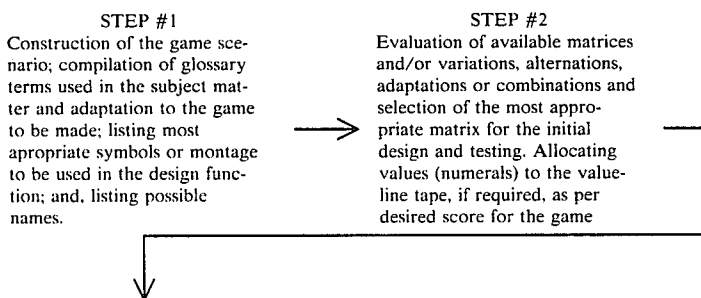 STEP #1
Construction of the game sce-
nario; compilation of glossary
terms used in the subject mat-
ter and adaptation to the game
to be made; listing most
apropriate symbols or montage
to be used in the design func-
tion; and, listing possible
names.
STEP #2
Evaluation of available matrices
and/or variations, alternations,
adaptations or combinations and
selection of the most appro-
priate matrix for the initial
design and testing. Allocating
values (numerals) to the value-
line tape, if required, as per
desired score for the game